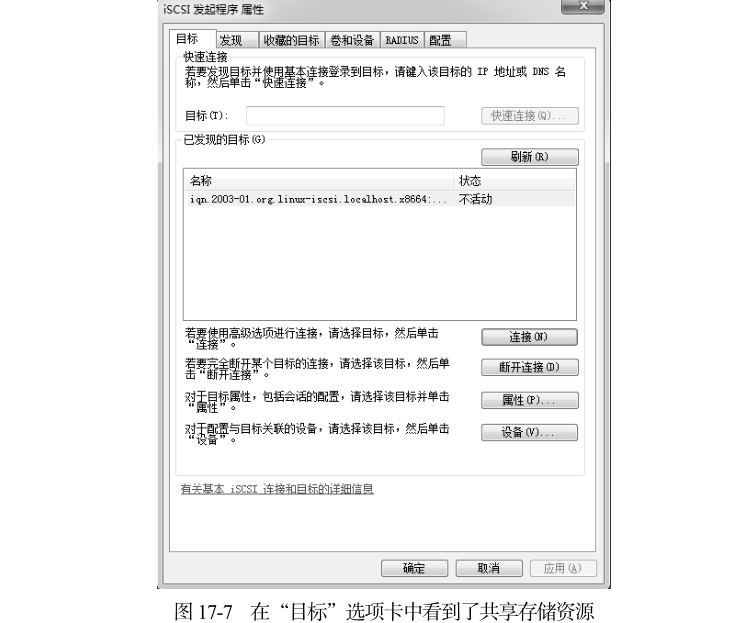 iSCSI 发起程序 属性
目标 发现 收藏的目标 卷和设备 RADIUS 配置
快速连接
若要发现目标并使用基本连接登录到目标，请键入该目标的 IP 地址或 DNS 名
称，然后单击“快速连接”。
目标(T): 快速连接(Q)...
已发现的目标(G)
刷新(R)
名称 状态
iqn.2003-01.org.linux-iscsi.localhost.x8664:... 不活动
若要使用高级选项进行连接，请选择目标，然后单击
“连接”。
连接(N)
若要完全断开某个目标的连接，请选择该目标，然后单
击“断开连接”。
断开连接(D)
对于目标属性，包括会话的配置，请选择该目标并单击
“属性”。
属性(P)...
对于配置与目标关联的设备，请选择该目标，然后单击
“设备”。
设备(V)...
有关基本 iSCSI 连接和目标的详细信息
确定 取消 应用(A)
图 17-7 在“目标”选项卡中看到了共享存储资源